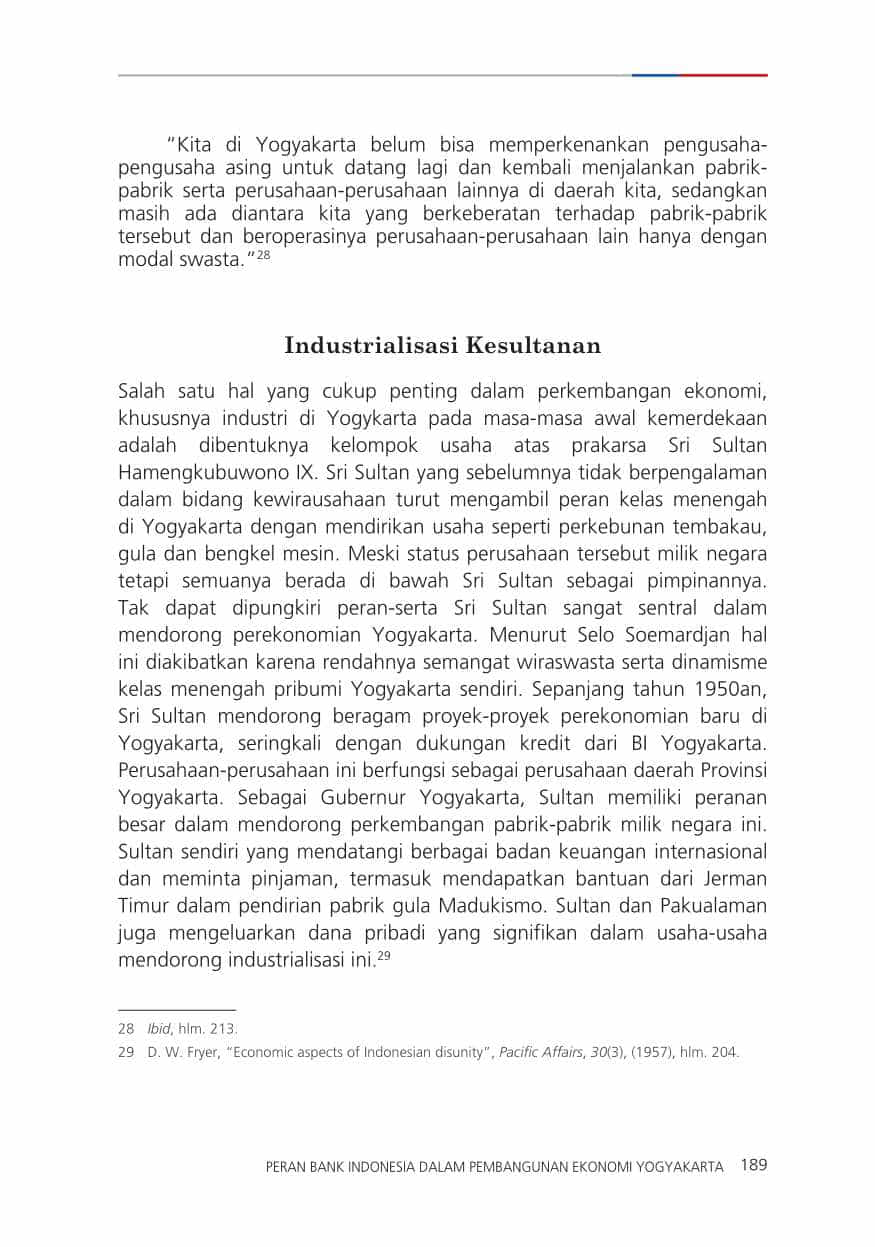 “Kita di Yogyakarta belum bisa memperkenankan pengusaha-
pengusaha asing untuk datang lagi dan kembali menjalankan pabrik-
pabrik serta perusahaan-perusahaan lainnya di daerah kita, sedangkan
masih ada diantara kita yang berkeberatan terhadap pabrik-pabrik
tersebut dan beroperasinya perusahaan-perusahaan lain hanya dengan
modal swasta.”28
Industrialisasi Kesultanan
Salah satu hal yang cukup penting dalam perkembangan ekonomi,
khususnya industri di Yogykarta pada masa-masa awal kemerdekaan
adalah dibentuknya kelompok usaha atas prakarsa Sri Sultan
Hamengkubuwono IX. Sri Sultan yang sebelumnya tidak berpengalaman
dalam bidang kewirausahaan turut mengambil peran kelas menengah
di Yogyakarta dengan mendirikan usaha seperti perkebunan tembakau,
gula dan bengkel mesin. Meski status perusahaan tersebut milik negara
tetapi semuanya berada di bawah Sri Sultan sebagai pimpinannya.
Tak dapat dipungkiri peran-serta Sri Sultan sangat sentral dalam
mendorong perekonomian Yogyakarta. Menurut Selo Soemardjan hal
ini diakibatkan karena rendahnya semangat wiraswasta serta dinamisme
kelas menengah pribumi Yogyakarta sendiri. Sepanjang tahun 1950an,
Sri Sultan mendorong beragam proyek-proyek perekonomian baru di
Yogyakarta, seringkali dengan dukungan kredit dari BI Yogyakarta.
Perusahaan-perusahaan ini berfungsi sebagai perusahaan daerah Provinsi
Yogyakarta. Sebagai Gubernur Yogyakarta, Sultan memiliki peranan
besar dalam mendorong perkembangan pabrik-pabrik milik negara ini.
Sultan sendiri yang mendatangi berbagai badan keuangan internasional
dan meminta pinjaman, termasuk mendapatkan bantuan dari Jerman
Timur dalam pendirian pabrik gula Madukismo. Sultan dan Pakualaman
juga mengeluarkan dana pribadi yang signifikan dalam usaha-usaha
mendorong industrialisasi ini.29
28 Ibid, hlm. 213.
29 D. W. Fryer, “Economic aspects of Indonesian disunity”, Pacific Affairs, 30(3), (1957), hlm. 204.
PERAN BANK INDONESIA DALAM PEMBANGUNAN EKONOMI YOGYAKARTA 189